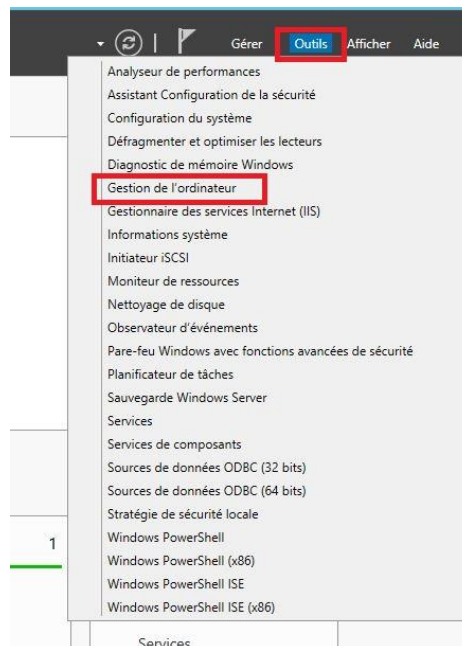 Gérer Outils Afficher Aide
Analyseur de performances
Assistant Configuration de la sécurité
Configuration du système
Défragmenter et optimiser les lecteurs
Diagnostic de mémoire Windows
Gestion de l'ordinateur
Gestionnaire des services Internet (IIS)
Informations système
Initiateur iSCSI
Moniteur de ressources
Nettoyage de disque
Observateur d'événements
Pare-feu Windows avec fonctions avancées de sécurité
Planificateur de tâches
Sauvegarde Windows Server
Services
Services de composants
Sources de données ODBC (32 bits)
Sources de données ODBC (64 bits)
Stratégie de sécurité locale
1
Windows PowerShell
Windows PowerShell (x86)
Windows PowerShell ISE
Windows PowerShell ISE (x86)
Services